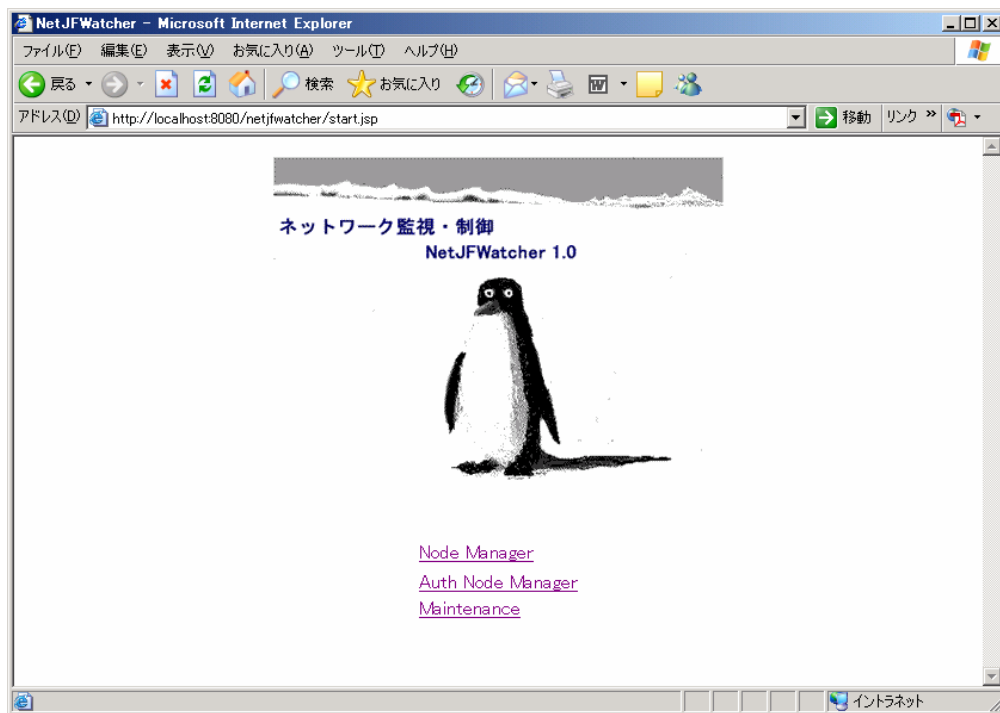 NetJFWatcher - Microsoft Internet Explorer
ファイル(F) 編集(E) 表示(V) お気に入り(A) ツール(T) ヘルプ(H)
戻る 検索 お気に入り
アドレス(D) http://localhost:8080/netjfwatcher/start.jsp 移動 リンク »
ネットワーク監視・制御
NetJFWatcher 1.0
Node Manager
Auth Node Manager
Maintenance
イントラネット